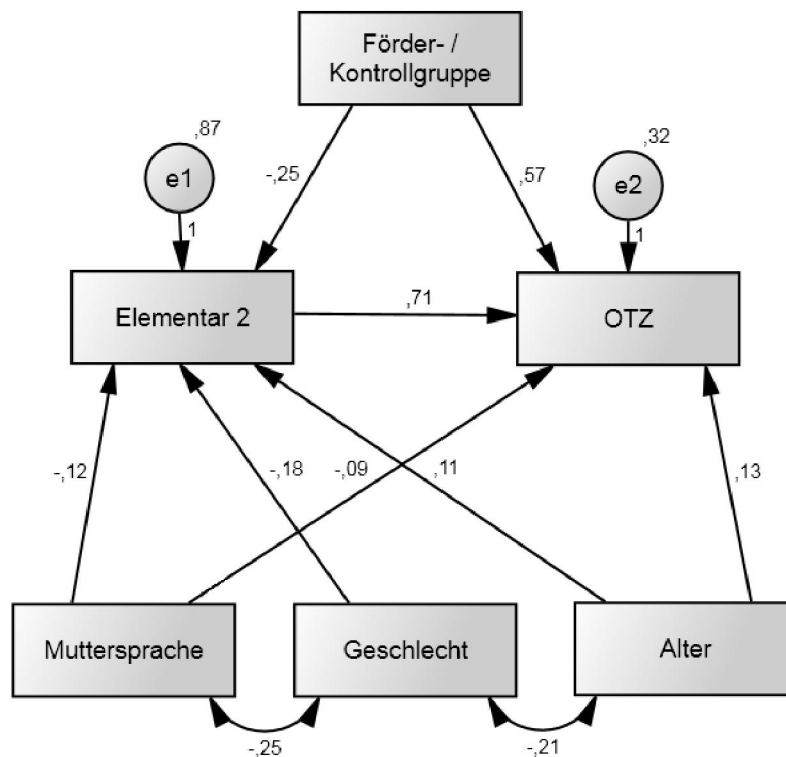 Förder- /
Kontrollgruppe
,87
,32
e1
e2
-,25
,57
1
1
Elementar 2
,71
OTZ
-,12
-,18
-,09
,11
,13
Muttersprache
Geschlecht
Alter
-,25
-,21